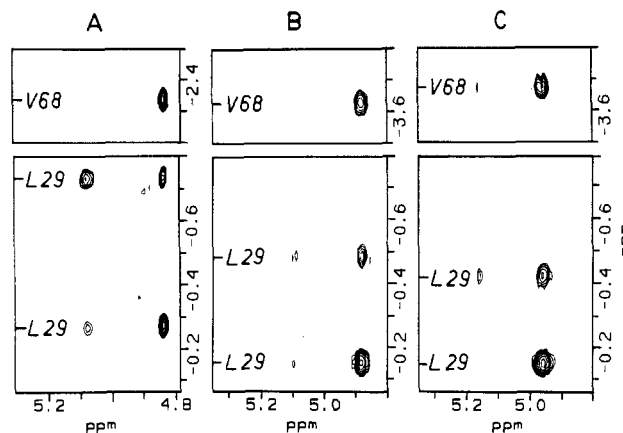 A B C
V68 -2.4 V68 -3.6 V68 -3.6
L29 -0.6 L29 -0.4 L29 -0.2
-0.6 L29 -0.4 L29 -0.2
-0.6 L29 -0.4 L29 -0.2 ppm
5.2 4.8 5.2 5.0 5.2 5.0
ppm ppm ppm